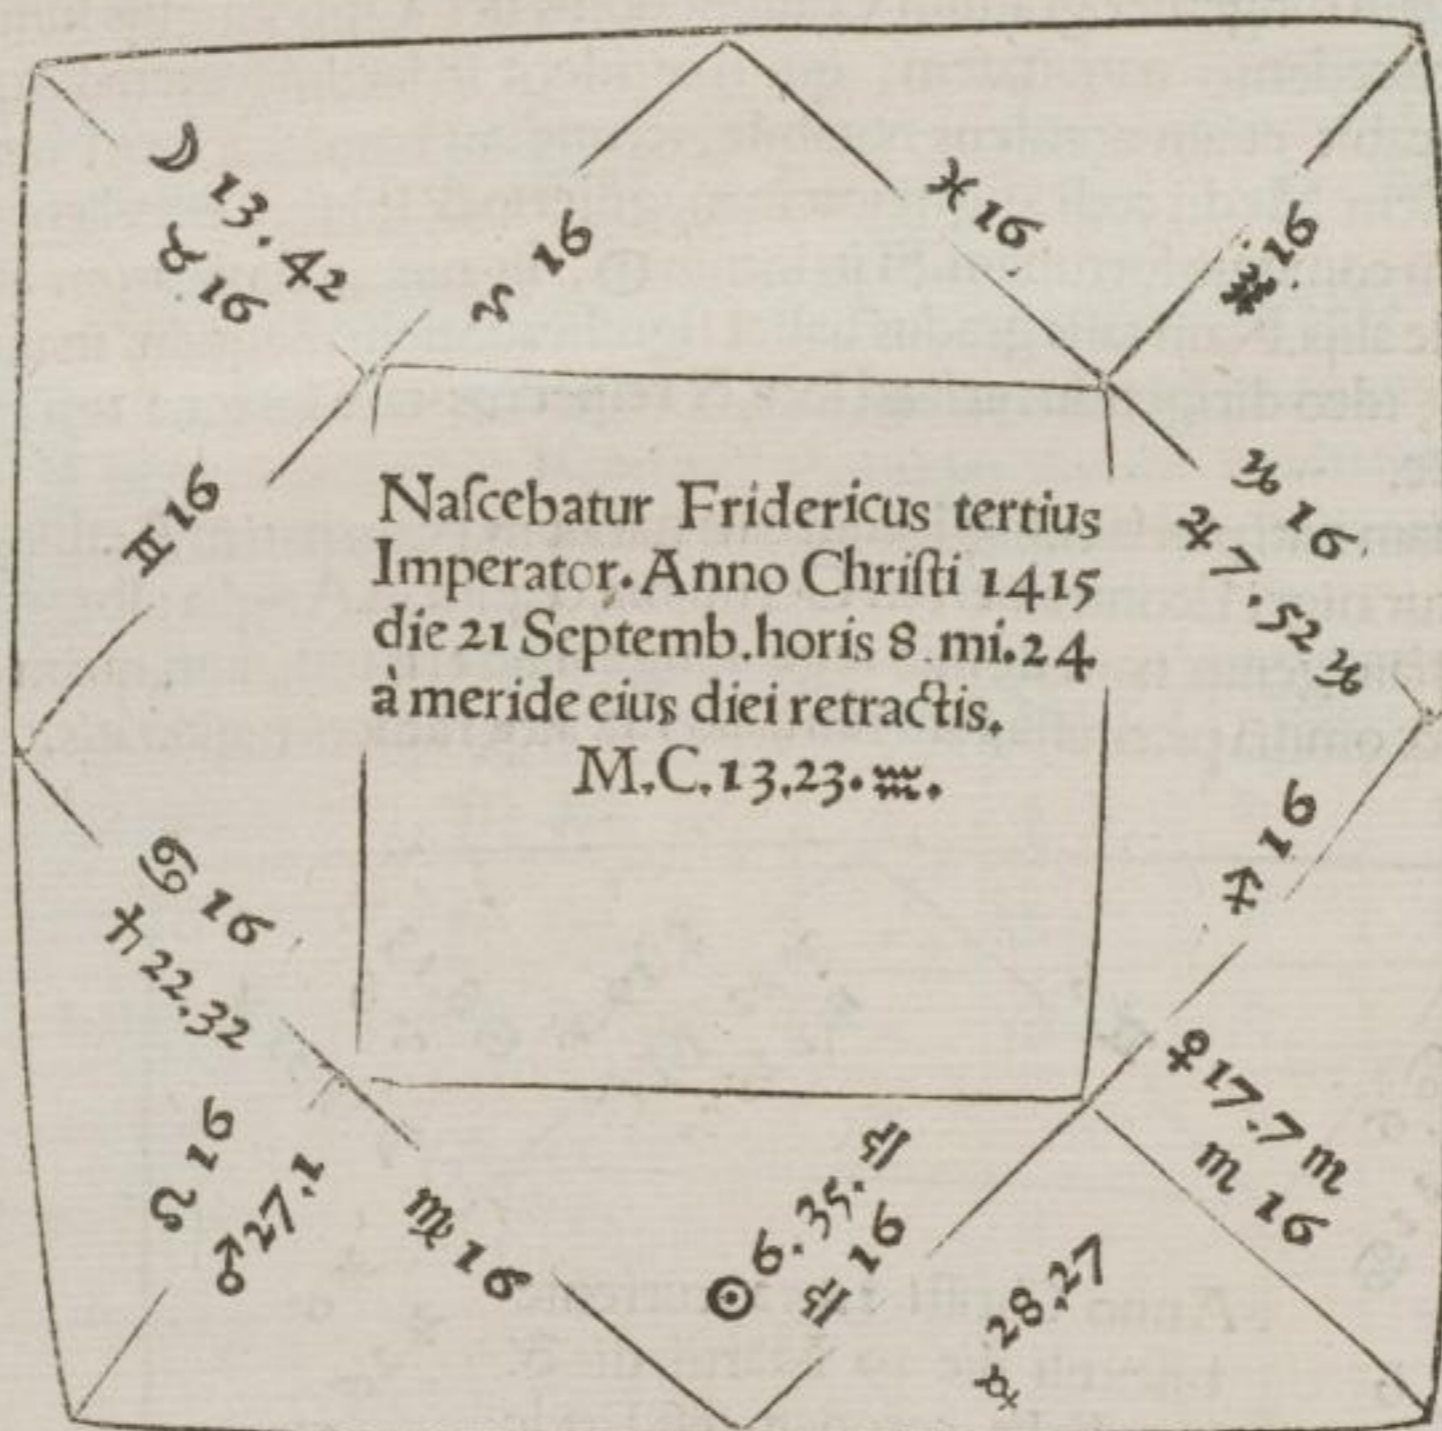 ☽ 13.42
♉ 16
♈ 16
♓ 16
♒ 16
♊ 16
♑ 16
♃ 7.52 ♑
Naſcebatur Fridericus tertius
Imperator. Anno Chriſti 1415
die 21 Septemb. horis 8. mi. 24.
à meride eius diei retractis.
M.C. 13.23. ♒.
♋ 16
♄ 22.32
♐ 16
♌ 16
♂ 27.1
♍ 16
☉ 6.35. ♎
♎ 16
♀ 17.7 ♏
♏ 16
☿ 28,27